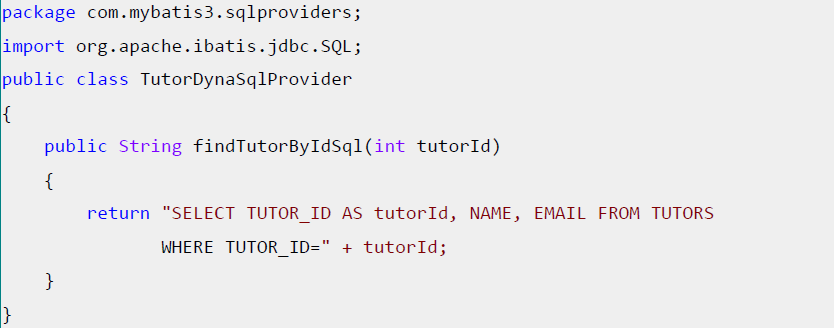 package com.mybatis3.sqlproviders;
import org.apache.ibatis.jdbc.SQL;
public class TutorDynaSqlProvider
{
public String findTutorByIdSql(int tutorId)
{
return "SELECT TUTOR_ID AS tutorId, NAME, EMAIL FROM TUTORS
WHERE TUTOR_ID=" + tutorId;
}
}